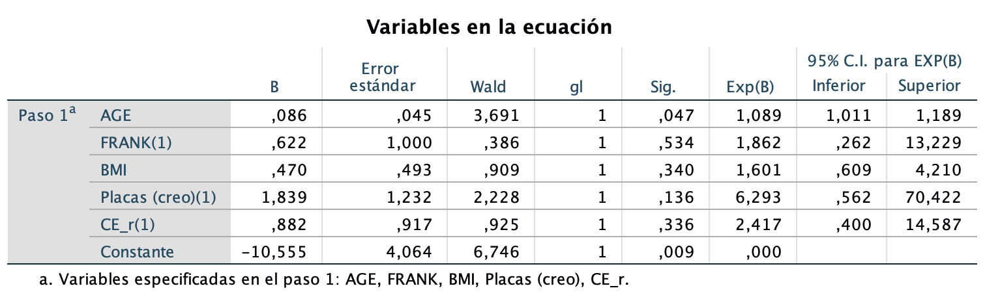 Variables en la ecuación
B Error estándar Wald gl Sig. Exp(B) 95% C.I. para EXP(B) Inferior Superior
Paso 1a AGE ,086 ,045 3,691 1 ,047 1,089 1,011 1,189
FRANK(1) ,622 1,000 ,386 1 ,534 1,862 ,262 13,229
BMI ,470 ,493 ,909 1 ,340 1,601 ,609 4,210
Placas (creo)(1) 1,839 1,232 2,228 1 ,136 6,293 ,562 70,422
CE_r(1) ,882 ,917 ,925 1 ,336 2,417 ,400 14,587
Constante −10,555 4,064 6,746 1 ,009 ,000
a. Variables especificadas en el paso 1: AGE, FRANK, BMI, Placas (creo), CE_r.